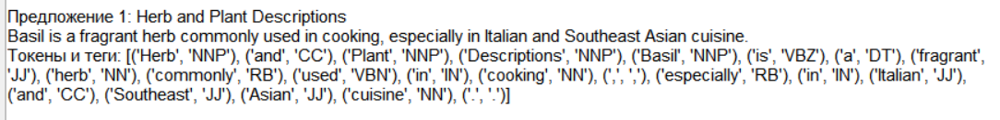 Предложение 1: Herb and Plant Descriptions
Basil is a fragrant herb commonly used in cooking, especially in Italian and Southeast Asian cuisine.
Токены и теги: [('Herb', 'NNP'), ('and', 'CC'), ('Plant', 'NNP'), ('Descriptions', 'NNP'), ('Basil', 'NNP'), ('is', 'VBZ'), ('a', 'DT'), ('fragrant',
'JJ'), ('herb', 'NN'), ('commonly', 'RB'), ('used', 'VBN'), ('in', 'IN'), ('cooking', 'NN'), (',', ','), ('especially', 'RB'), ('in', 'IN'), ('Italian', 'JJ'),
('and', 'CC'), ('Southeast', 'JJ'), ('Asian', 'JJ'), ('cuisine', 'NN'), ('.', '.')]